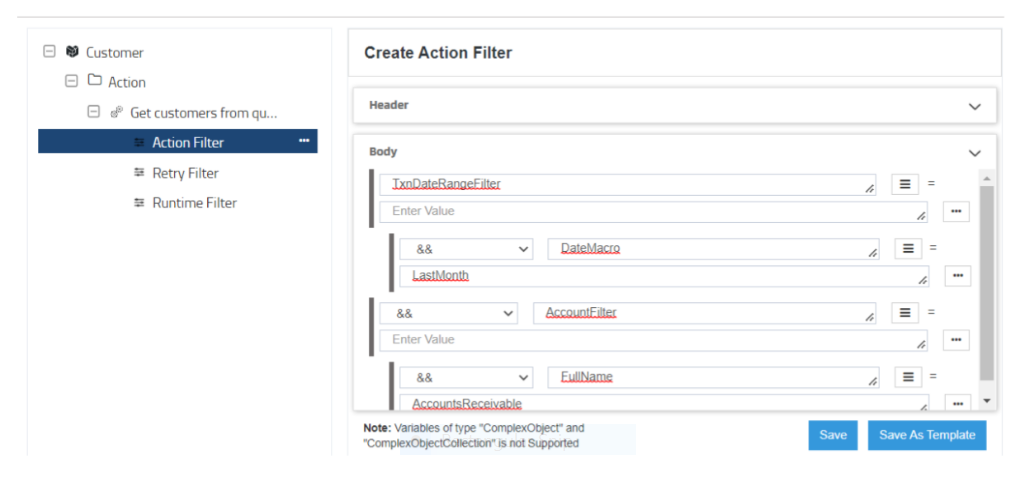 Customer
Action
Get customers from qu...
Action Filter
Retry Filter
Runtime Filter
Create Action Filter
Header
Body
TxnDateRangeFilter =
Enter Value
&& DateMacro =
LastMonth
&& AccountFilter =
Enter Value
&& FullName =
AccountsReceivable
Note: Variables of type "ComplexObject" and
"ComplexObjectCollection" is not Supported
Save Save As Template